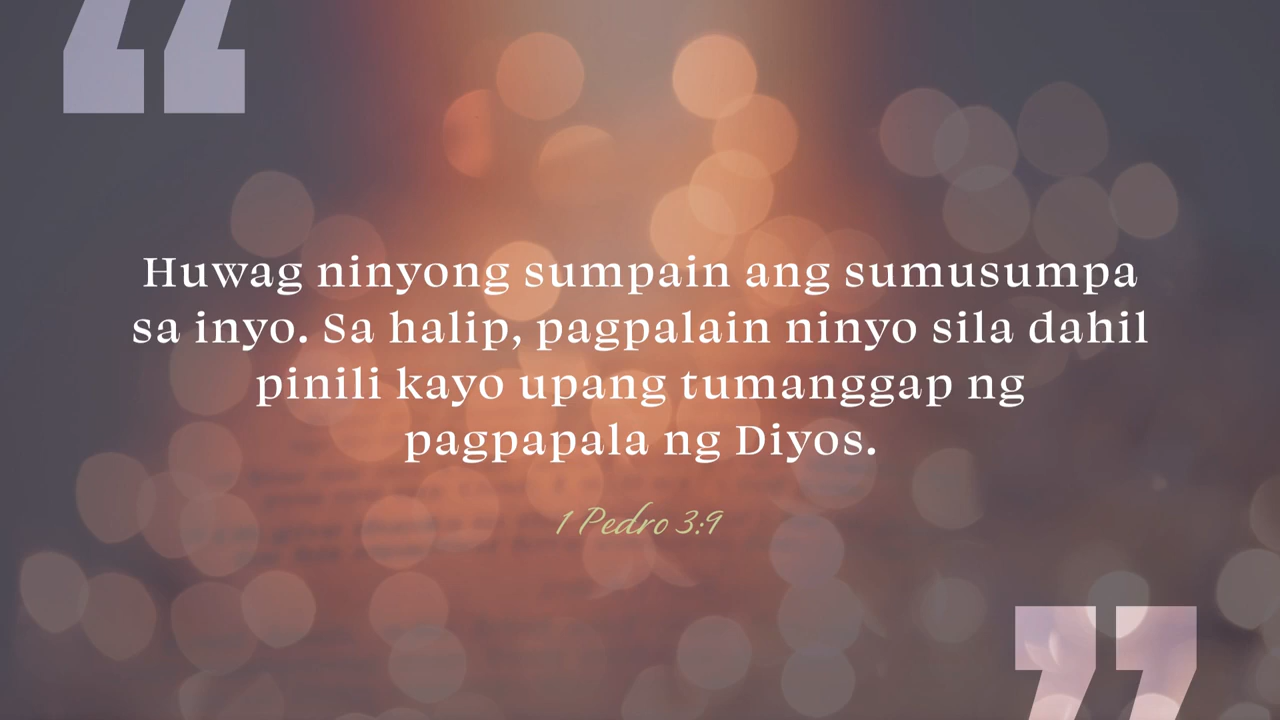 “
Huwag ninyong sumpain ang sumusumpa
sa inyo. Sa halip, pagpalain ninyo sila dahil
pinili kayo upang tumanggap ng
pagpapala ng Diyos.
1 Pedro 3:9
”